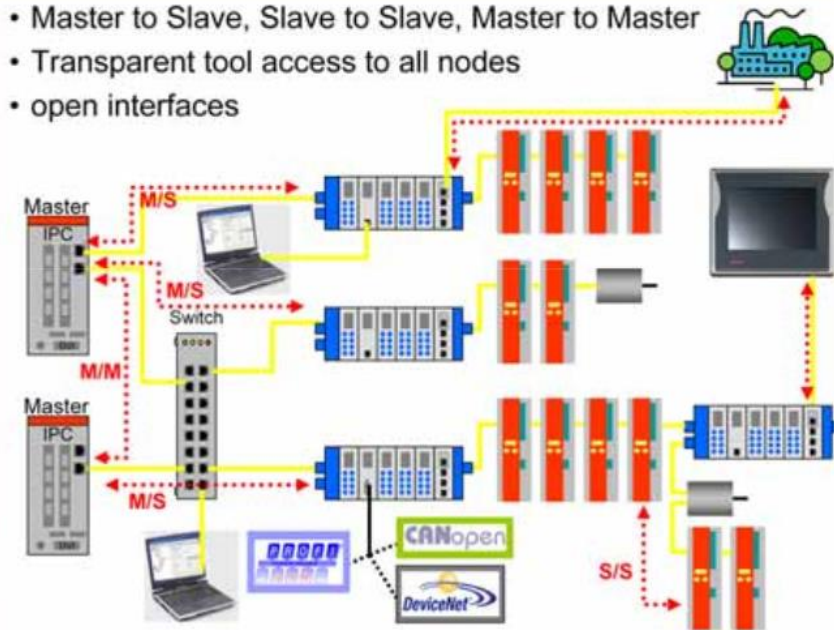 • Master to Slave, Slave to Slave, Master to Master
• Transparent tool access to all nodes
• open interfaces
Master
IPC
M/S
M/S
Switch
M/M
Master
IPC
M/S
CANopen
DeviceNet
S/S